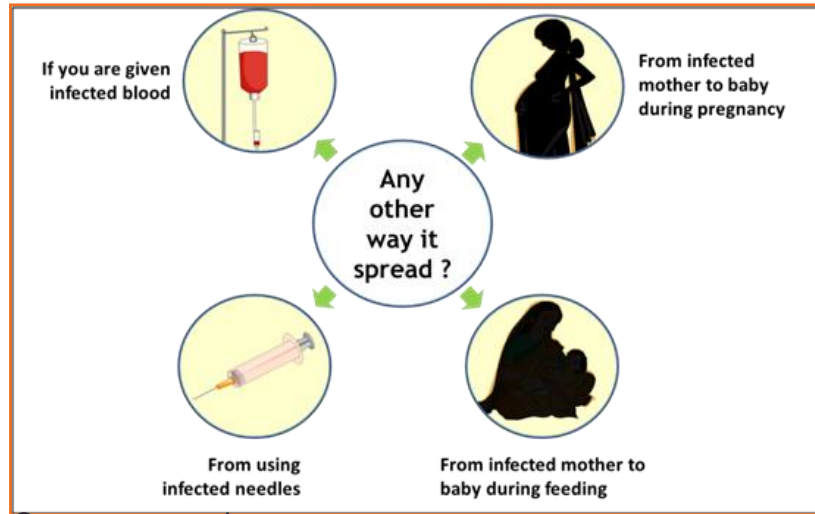 If you are given
infected blood
From infected
mother to baby
during pregnancy
Any
other
way it
spread ?
From using
infected needles
From infected mother to
baby during feeding